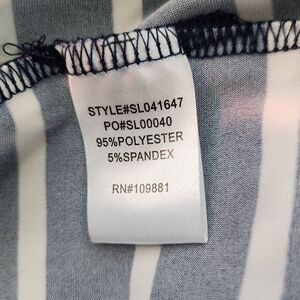 STYLE#SL041647
PO#SL00040
95%POLYESTER
5%SPANDEX
RN#109881